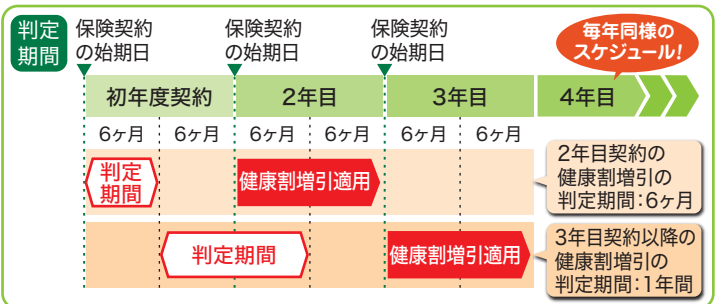 判定
期間
保険契約
の始期日
保険契約
の始期日
保険契約
の始期日
毎年同様の
スケジュール!
初年度契約
2年目
3年目
4年目
6ヶ月
6ヶ月
6ヶ月
6ヶ月
6ヶ月
6ヶ月
判定
期間
健康割増引適用
2年目契約の
健康割増引の
判定期間:6ヶ月
判定期間
健康割増引適用
3年目契約以降の
健康割増引の
判定期間:1年間